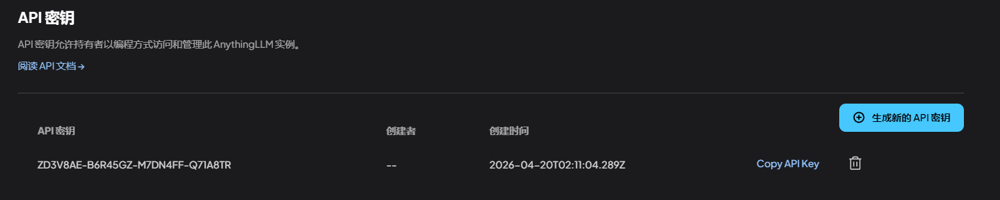 API 密钥
API 密钥允许持有者以编程方式访问和管理此 AnythingLLM 实例。
阅读 API 文档 →
生成新的 API 密钥
API 密钥 创建者 创建时间
ZD3V8AE-B6R45GZ-M7DN4FF-Q71A8TR -- 2026-04-20T02:11:04.289Z Copy API Key